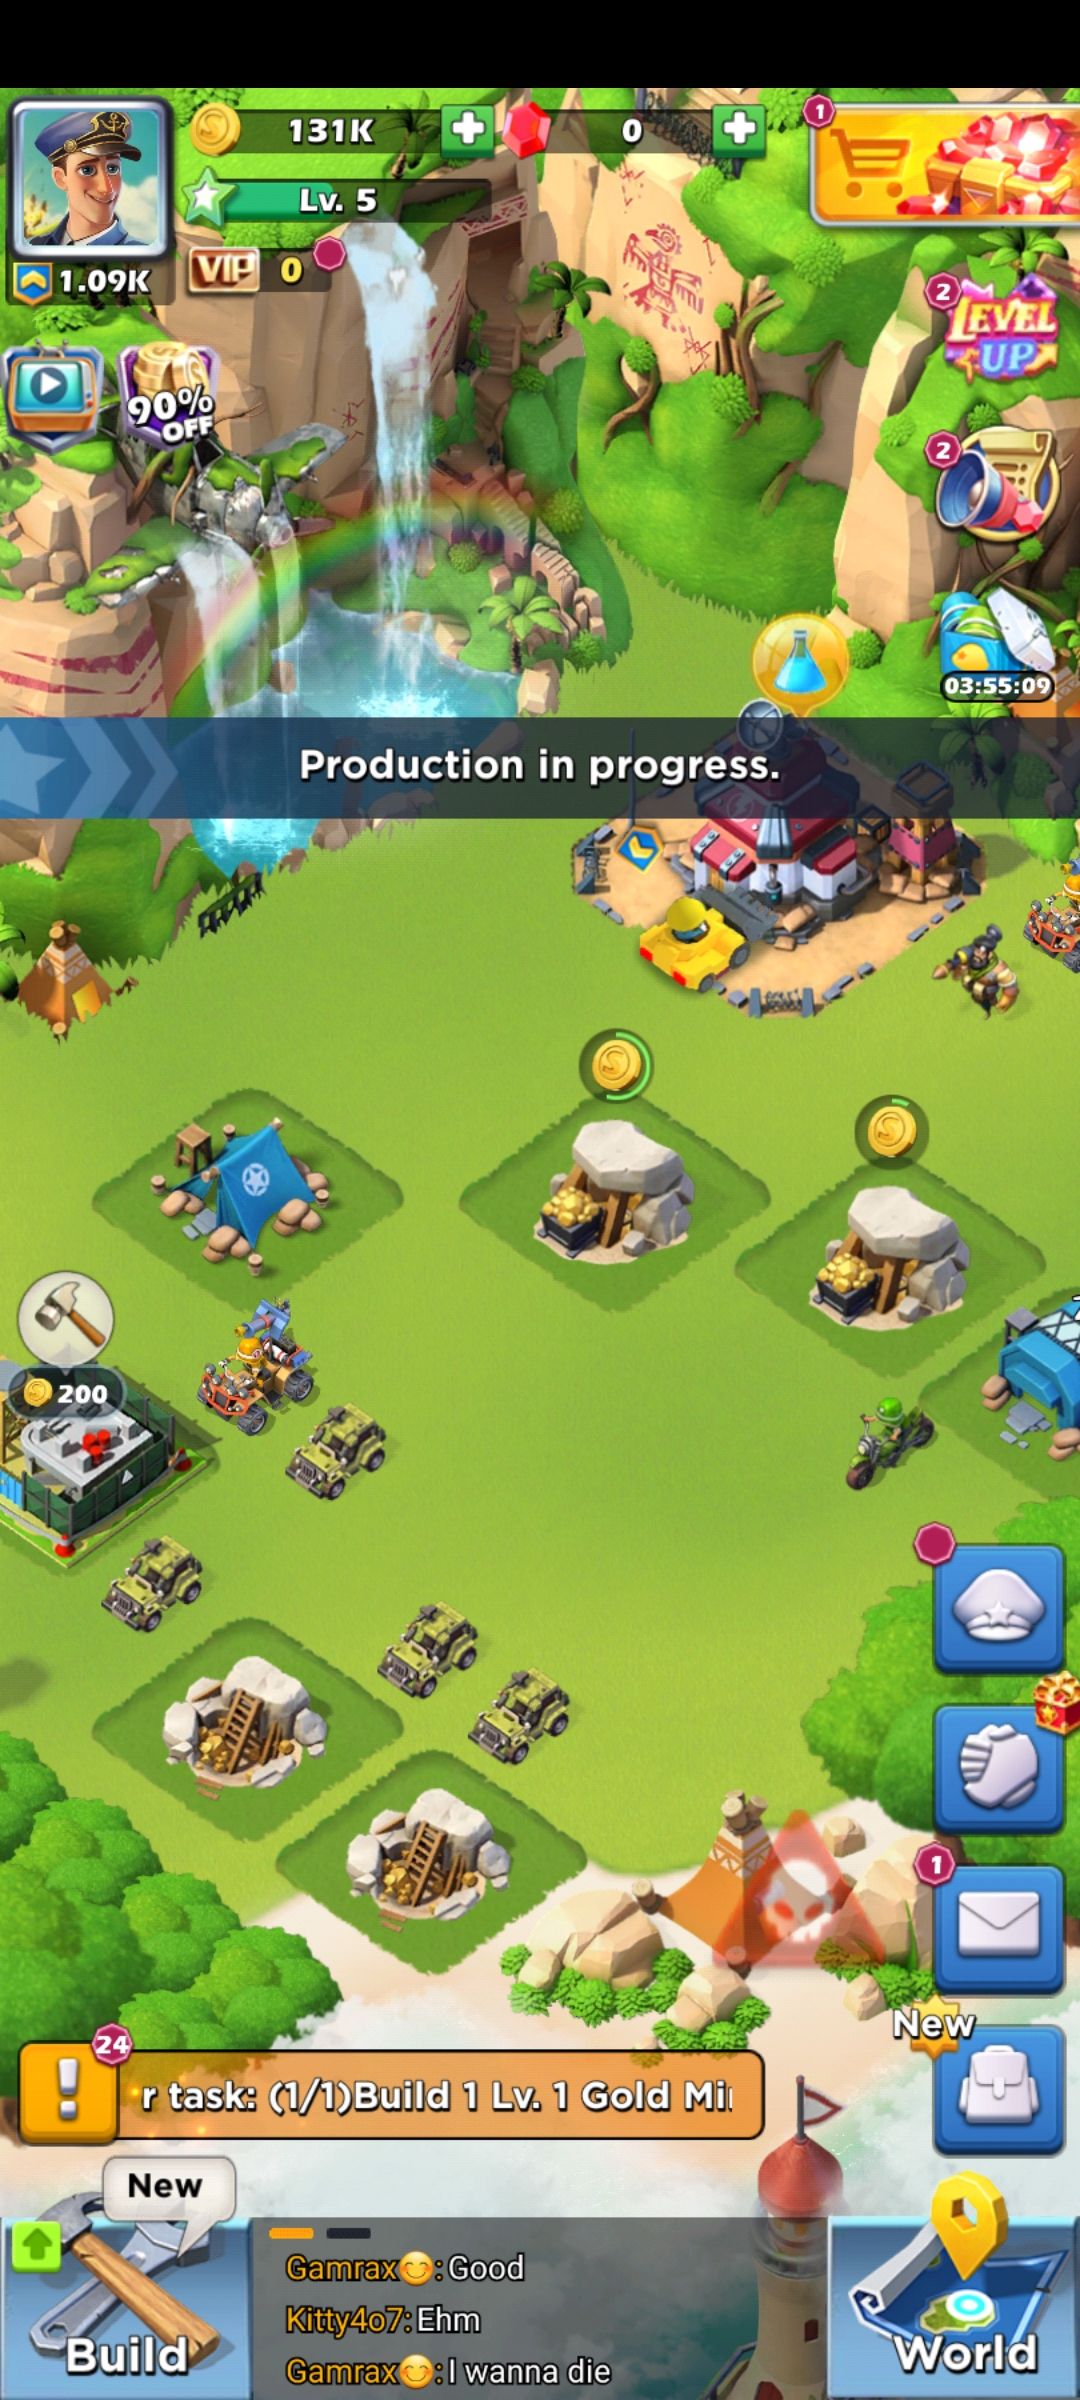 131K
0
1
Lv. 5
1.09K
VIP 0
2
LEVEL
UP
90%
OFF
2
03:55:09
Production in progress.
200
1
New
24
r task: (1/1)Build 1 Lv. 1 Gold
New
Gamrax😊: Good
Kitty4o7: Ehm
Gamrax😊: I wanna die
Build
World